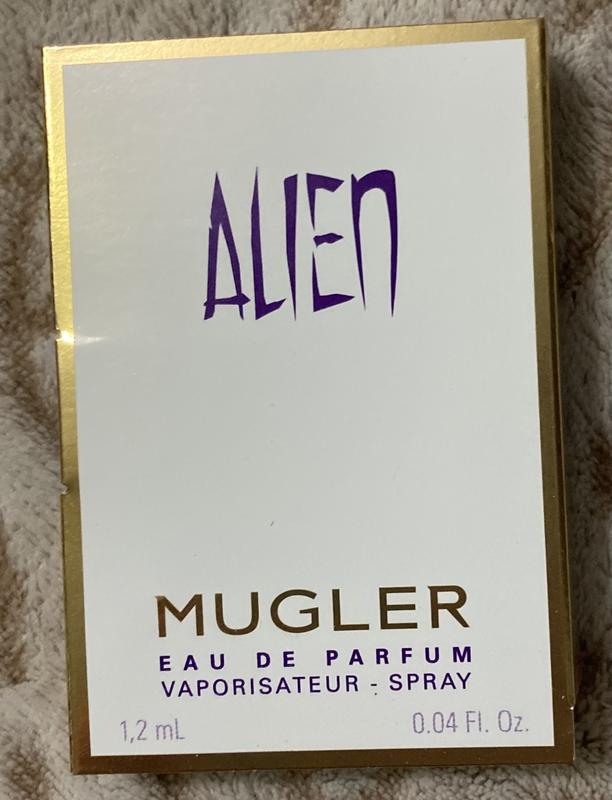 ALIEN
MUGLER
EAU DE PARFUM
VAPORISATEUR - SPRAY
1,2 mL
0.04 Fl. Oz.